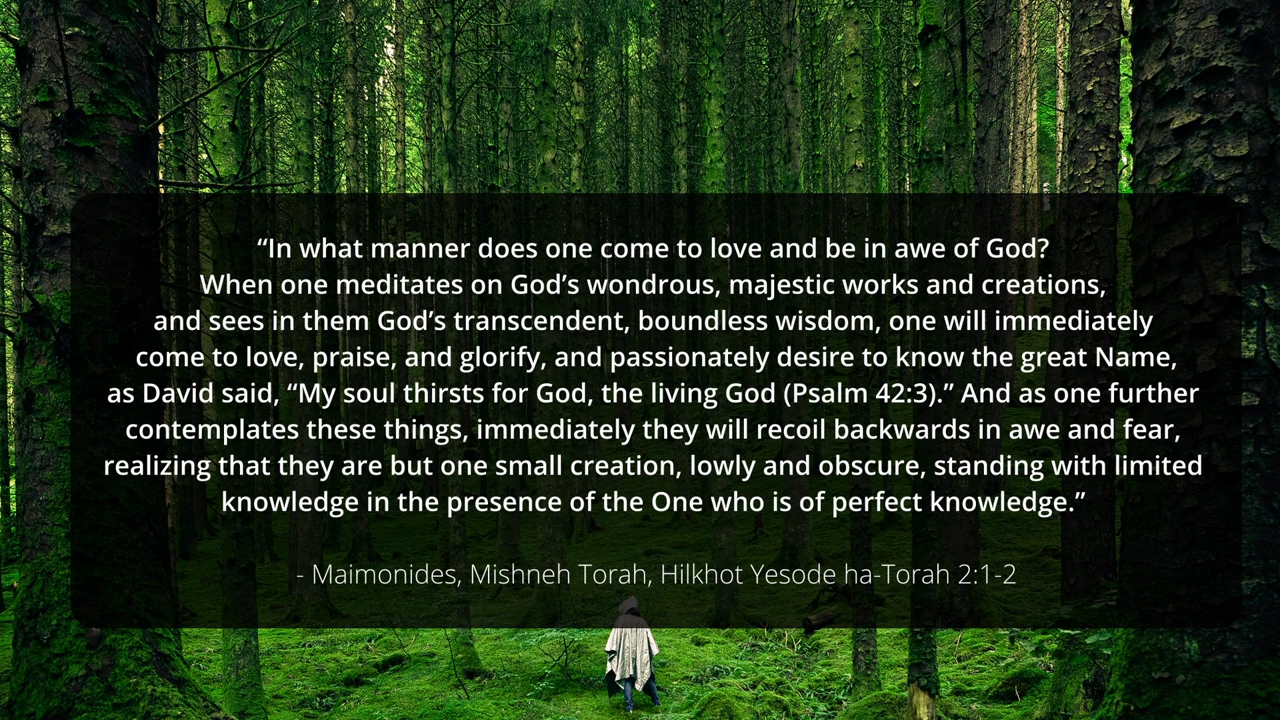 “In what manner does one come to love and be in awe of God?
When one meditates on God’s wondrous, majestic works and creations,
and sees in them God’s transcendent, boundless wisdom, one will immediately
come to love, praise, and glorify, and passionately desire to know the great Name,
as David said, “My soul thirsts for God, the living God (Psalm 42:3).” And as one further
contemplates these things, immediately they will recoil backwards in awe and fear,
realizing that they are but one small creation, lowly and obscure, standing with limited
knowledge in the presence of the One who is of perfect knowledge.”
- Maimonides, Mishneh Torah, Hilkhot Yesode ha-Torah 2:1-2